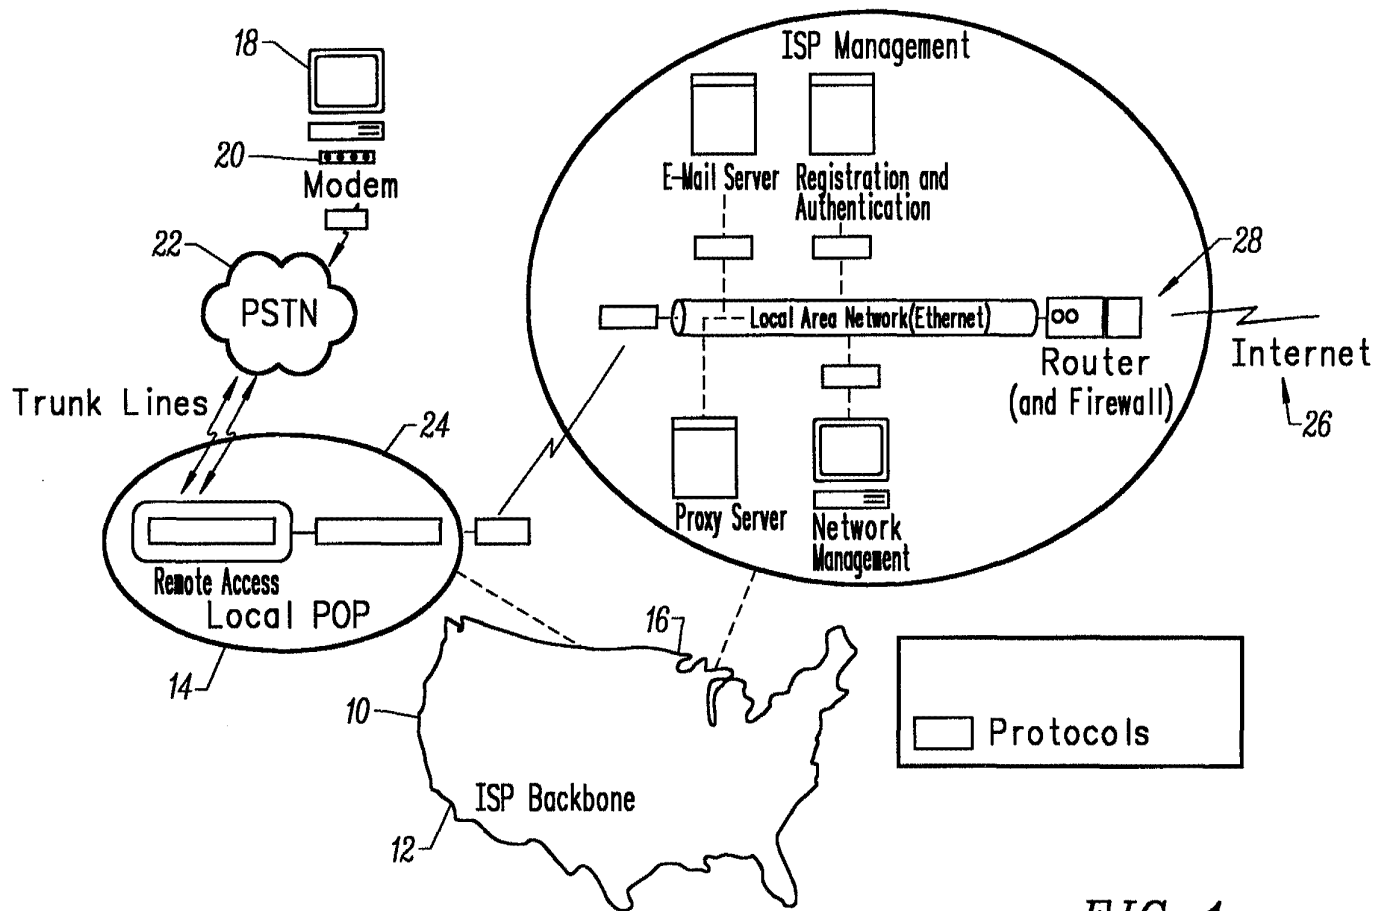 18
20
Modem
22
PSTN
Trunk Lines
24
Remote Access
Local POP
14
ISP Management
E-Mail Server
Registration and
Authentication
Local Area Network(Ethernet)
28
Router
(and Firewall)
Internet
26
Proxy Server
Network
Management
16
10
ISP Backbone
12
Protocols